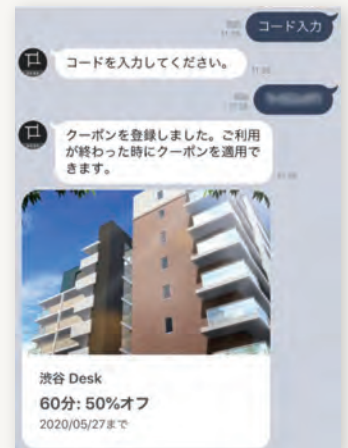 コード入力
コードを入力してください。
クーポンを登録しました。ご利用
が終わった時にクーポンを適用で
きます。
渋谷 Desk
60分: 50%オフ
2020/05/27まで